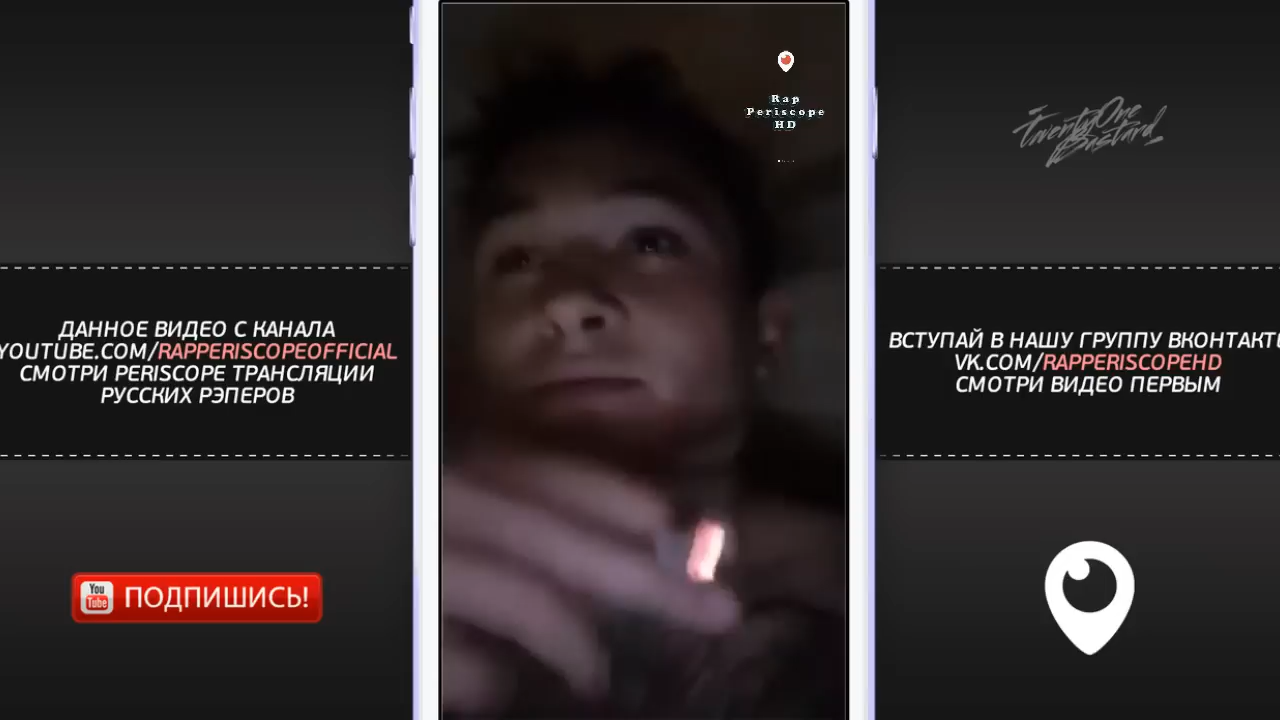 ДАННОЕ ВИДЕО С КАНАЛА
YOUTUBE.COM/RAPPERISCOPEOFFICIAL
СМОТРИ PERISCOPE ТРАНСЛЯЦИИ
РУССКИХ РЭПЕРОВ
You
Tube
ПОДПИШИСЬ!
Rap
Periscope
HD
TwentyOne
Bastard
ВСТУПАЙ В НАШУ ГРУППУ ВКОНТАКТЕ
VK.COM/RAPPERISCOPEHD
СМОТРИ ВИДЕО ПЕРВЫМ